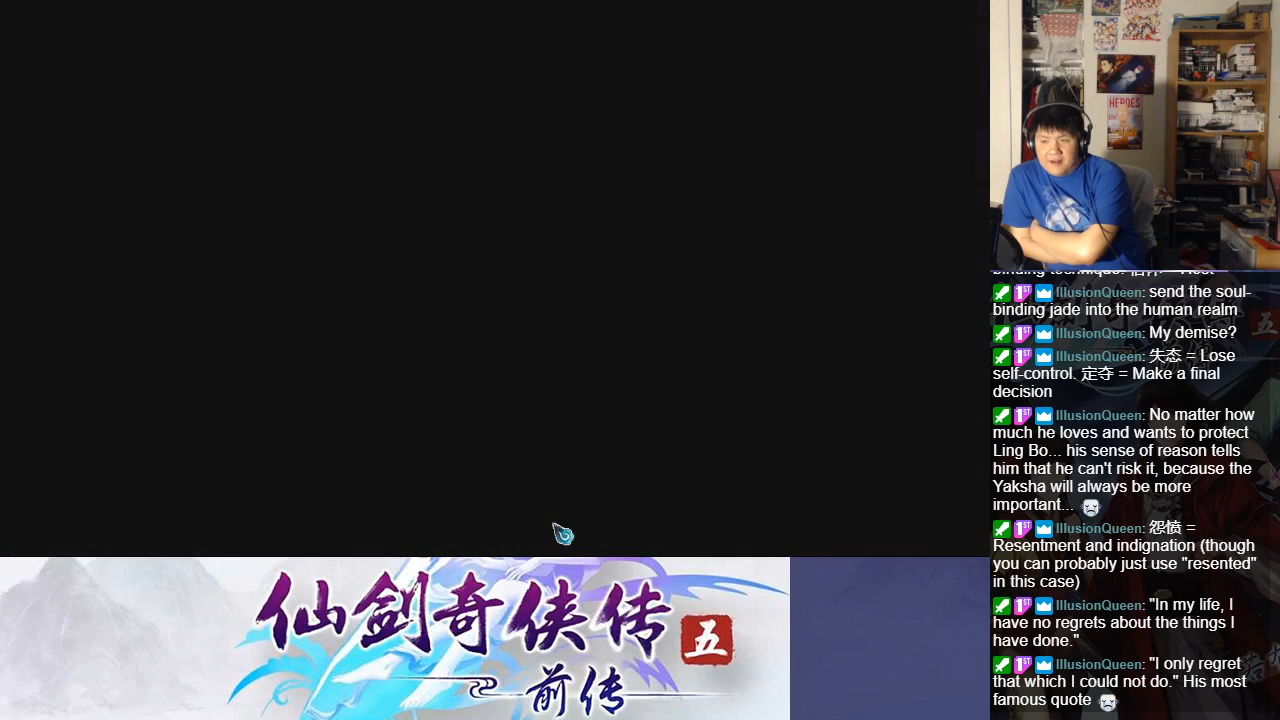 HEROES
IllusionQueen: send the soul-
binding jade into the human realm
IllusionQueen: My demise?
IllusionQueen: 失态 = Lose
self-control. 定夺 = Make a final
decision
IllusionQueen: No matter how
much he loves and wants to protect
Ling Bo... his sense of reason tells
him that he can't risk it, because the
Yaksha will always be more
important...
IllusionQueen: 怨愤 =
Resentment and indignation (though
you can probably just use "resented"
in this case)
IllusionQueen: "In my life, I
have no regrets about the things I
have done."
IllusionQueen: "I only regret
that which I could not do." His most
famous quote
仙剑奇侠传 五
前传